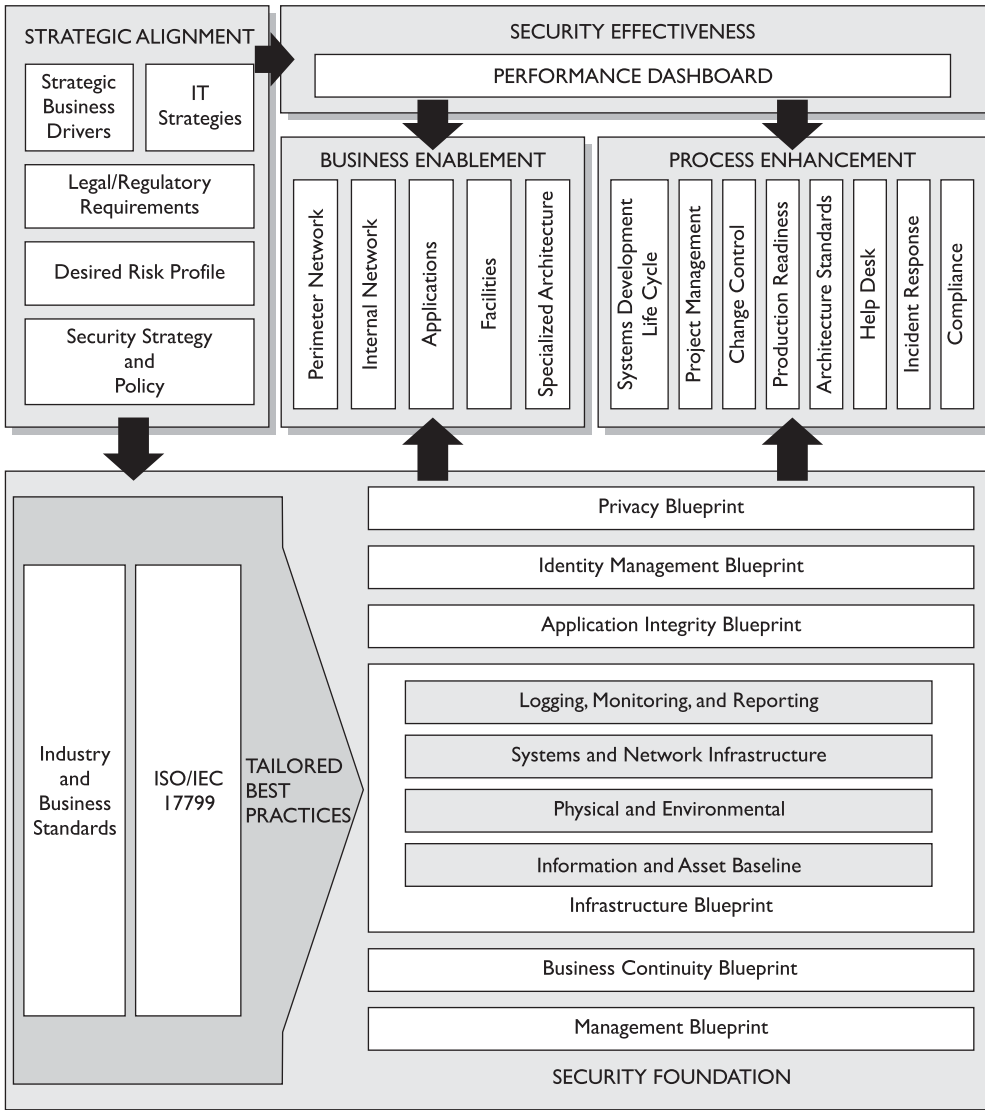 STRATEGIC ALIGNMENT
Strategic
Business
Drivers
IT
Strategies
Legal/Regulatory
Requirements
Desired Risk Profile
Security Strategy
and
Policy
SECURITY EFFECTIVENESS
PERFORMANCE DASHBOARD
BUSINESS ENABLEMENT
Perimeter Network
Internal Network
Applications
Facilities
Specialized Architecture
PROCESS ENHANCEMENT
Systems Development
Life Cycle
Project Management
Change Control
Production Readiness
Architecture Standards
Help Desk
Incident Response
Compliance
Industry
and
Business
Standards
ISO/IEC
17799
TAILORED
BEST
PRACTICES
Privacy Blueprint
Identity Management Blueprint
Application Integrity Blueprint
Logging, Monitoring, and Reporting
Systems and Network Infrastructure
Physical and Environmental
Information and Asset Baseline
Infrastructure Blueprint
Business Continuity Blueprint
Management Blueprint
SECURITY FOUNDATION